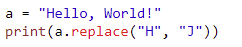 a = "Hello, World!"
print(a.replace("H", "J"))